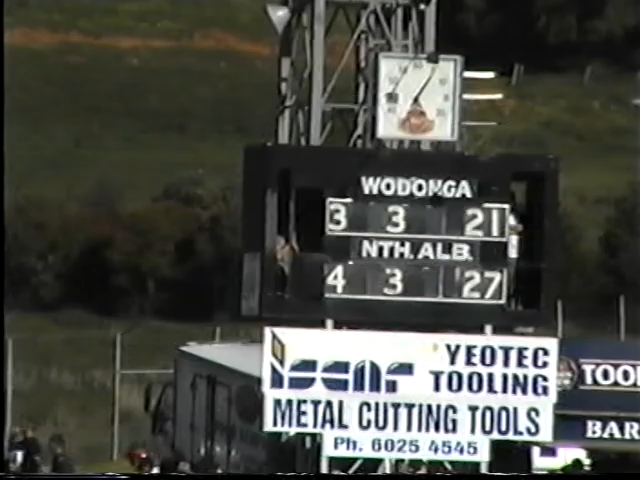 WODONGA
3 3 21
NTH. ALB.
4 3 27
iscar YEOTEC
TOOLING
METAL CUTTING TOOLS
Ph. 6025 4545
TOO
BAR